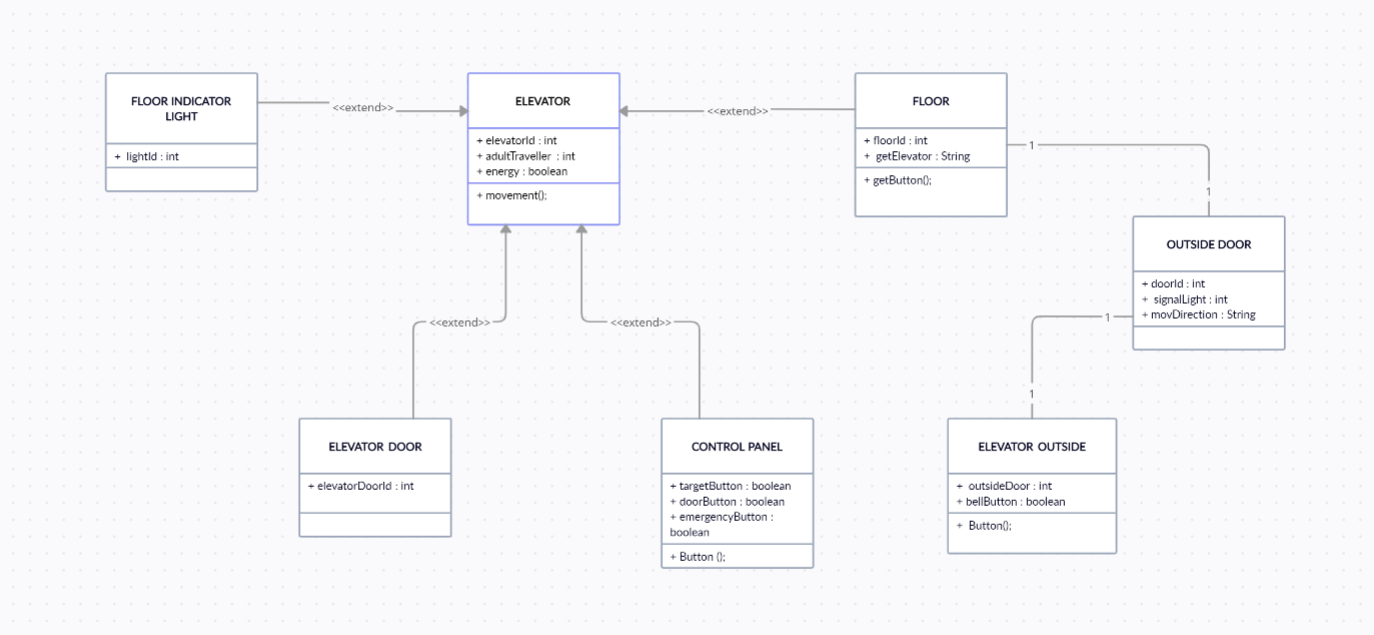 FLOOR INDICATOR
LIGHT
+ lightId : int
<<extend>>
ELEVATOR
+ elevatorId : int
+ adultTraveller : int
+ energy : boolean
+ movement();
<<extend>>
FLOOR
+ floorId : int
+ getElevator : String
+ getButton();
1
1
OUTSIDE DOOR
+ doorId : int
+ signalLight : int
+ movDirection : String
1
1
<<extend>>
<<extend>>
ELEVATOR DOOR
+ elevatorDoorId : int
CONTROL PANEL
+ targetButton : boolean
+ doorButton : boolean
+ emergencyButton :
boolean
+ Button ();
ELEVATOR OUTSIDE
+ outsideDoor : int
+ bellButton : boolean
+ Button();